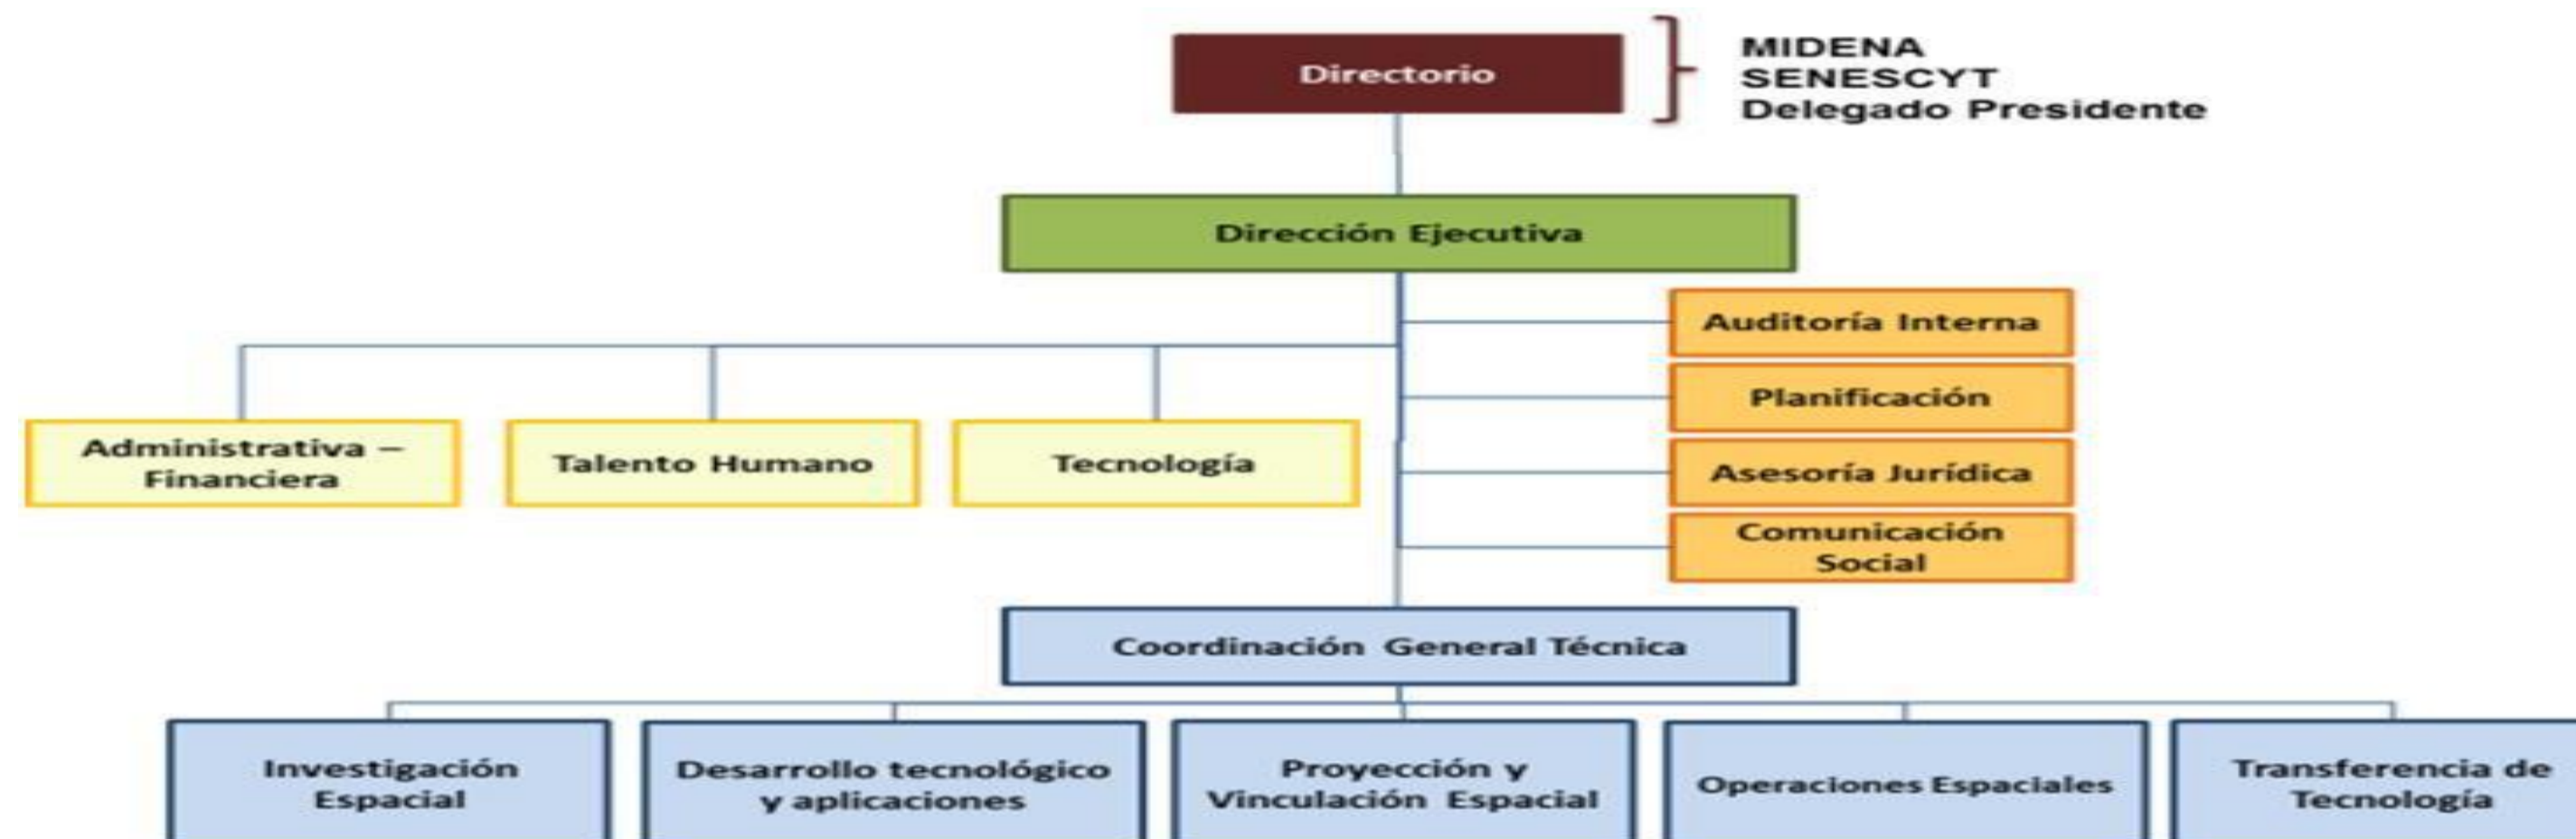 Directorio
MIDENA
SENESCYT
Delegado Presidente
Dirección Ejecutiva
Auditoría Interna
Planificación
Asesoría Jurídica
Comunicación
Social
Administrativa –
Financiera
Talento Humano
Tecnología
Coordinación General Técnica
Investigación
Espacial
Desarrollo tecnológico
y aplicaciones
Proyección y
Vinculación Espacial
Operaciones Espaciales
Transferencia de
Tecnología